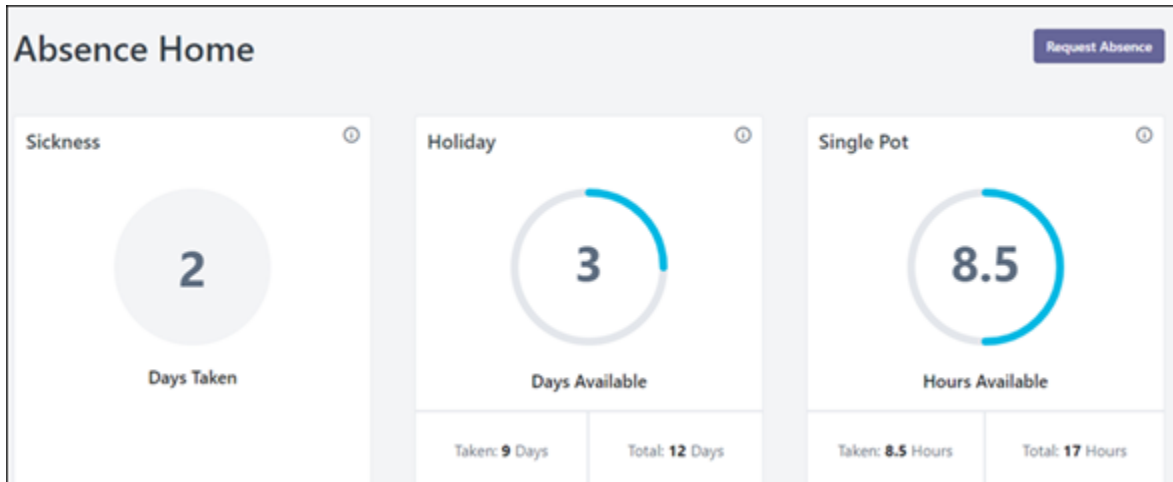 Absence Home
Request Absence
Sickness
2
Days Taken
Holiday
3
Days Available
Taken: 9 Days
Total: 12 Days
Single Pot
8.5
Hours Available
Taken: 8.5 Hours
Total: 17 Hours